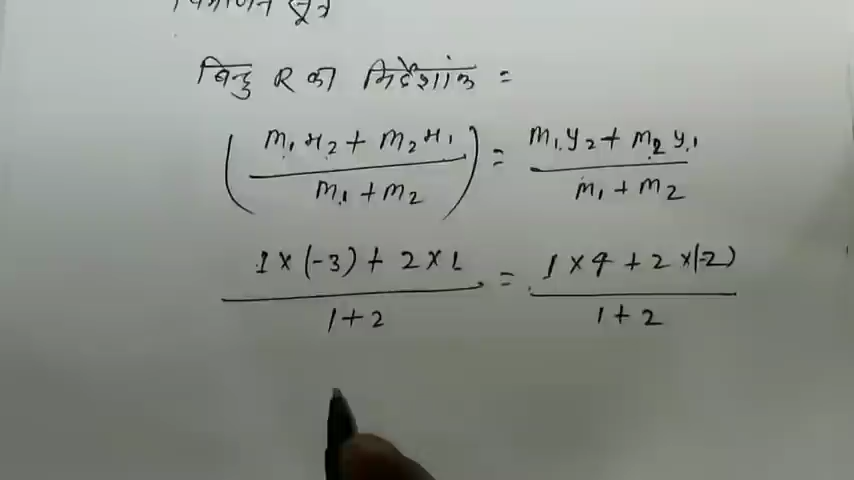 विभाजन सूत्र
बिन्दु R का निर्देशांक =
( m₁x₂ + m₂x₁ / m₁ + m₂ ) = m₁y₂ + m₂y₁ / m₁ + m₂
1 × (-3) + 2 × 1 / 1 + 2 = 1 × 4 + 2 × (-2) / 1 + 2